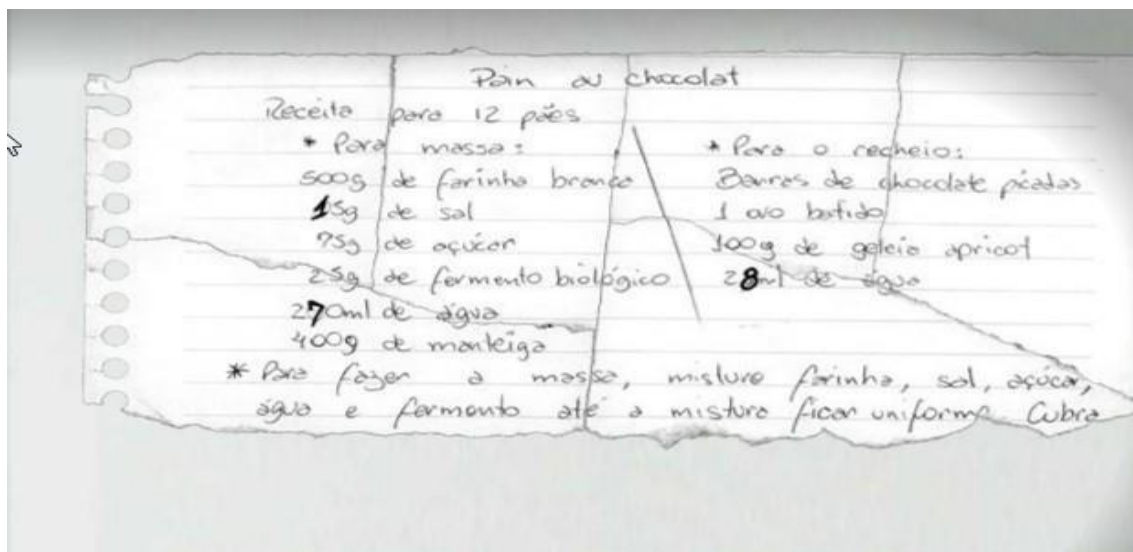 Pain au chocolat
Receita para 12 pães
* Para massa:
500g de farinha branca
15g de sal
75g de açúcar
25g de fermento biológico
270ml de água
400g de manteiga
* Para o recheio:
Barras de chocolate picadas
1 ovo batido
100g de geleia apricot
28ml de água
* Para fazer a massa, misture farinha, sal, açúcar,
água e fermento até a mistura ficar uniforme Cubra